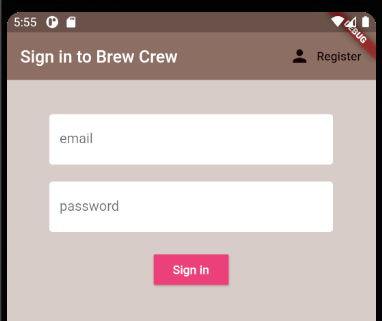 5:55
DEBUG
Sign in to Brew Crew
Register
email
password
Sign in